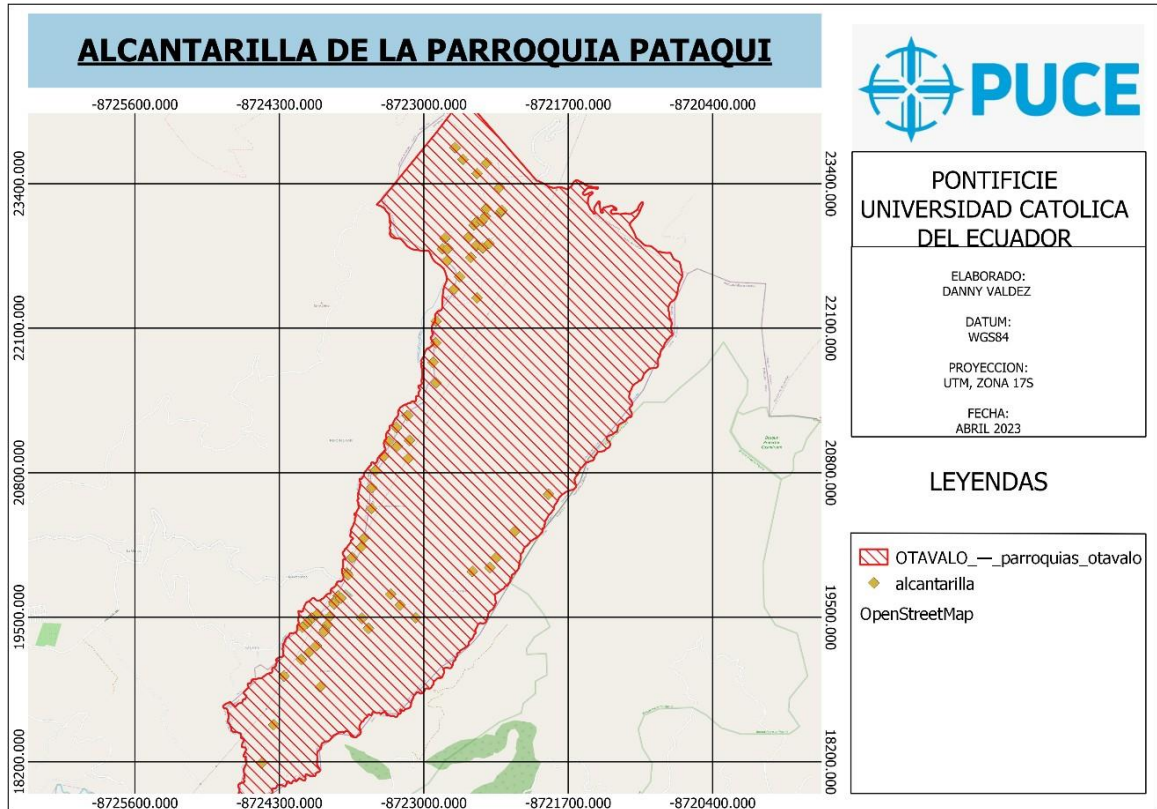 ALCANTARILLA DE LA PARROQUIA PATAQUI
-8725600.000 -8724300.000 -8723000.000 -8721700.000 -8720400.000
23400.000
22100.000
20800.000
19500.000
18200.000
23400.000
22100.000
20800.000
19500.000
18200.000
-8725600.000 -8724300.000 -8723000.000 -8721700.000 -8720400.000
PUCE
PONTIFICIE
UNIVERSIDAD CATOLICA
DEL ECUADOR
ELABORADO:
DANNY VALDEZ
DATUM:
WGS84
PROYECCION:
UTM, ZONA 17S
FECHA:
ABRIL 2023
LEYENDAS
OTAVALO_—_parroquias_otavalo
alcantarilla
OpenStreetMap